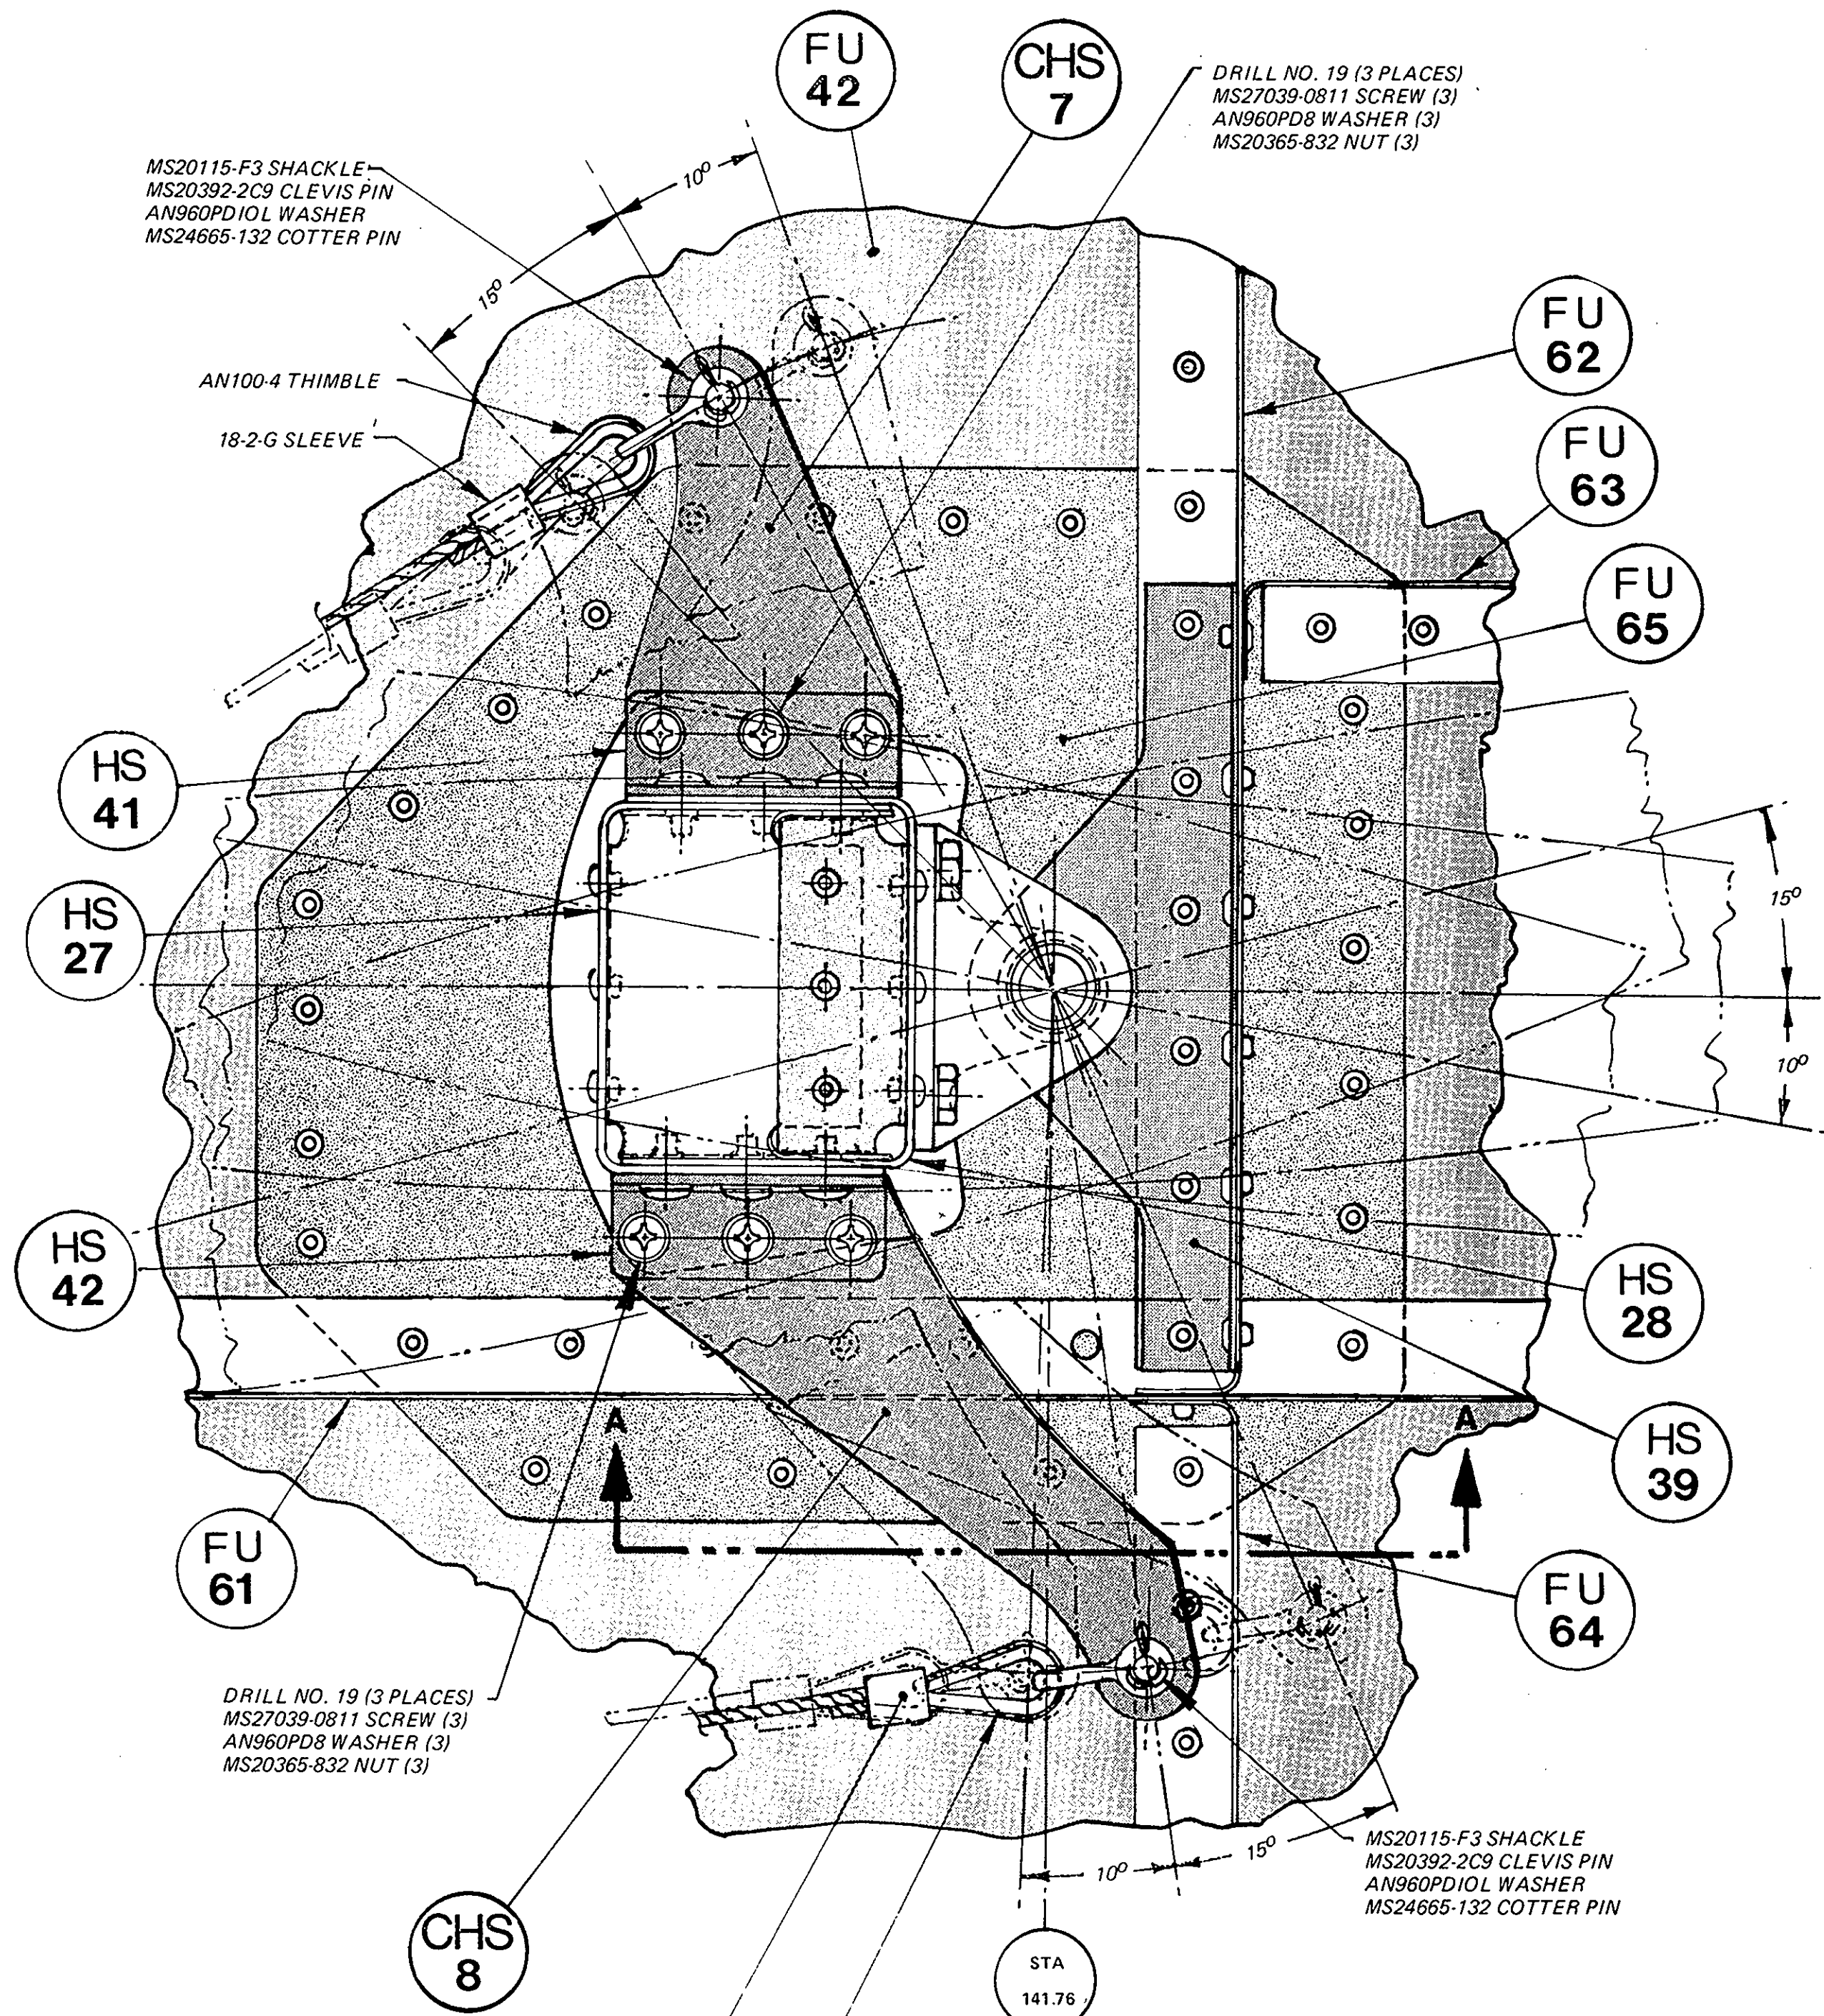 FU
42
CHS
7
DRILL NO. 19 (3 PLACES)
MS27039-0811 SCREW (3)
AN960PD8 WASHER (3)
MS20365-832 NUT (3)
MS20115-F3 SHACKLE
MS20392-2C9 CLEVIS PIN
AN960PDIOL WASHER
MS24665-132 COTTER PIN
10°
15°
FU
62
AN100-4 THIMBLE
18-2-G SLEEVE
FU
63
FU
65
HS
41
15°
HS
27
10°
HS
42
HS
28
A
A
HS
39
FU
61
FU
64
DRILL NO. 19 (3 PLACES)
MS27039-0811 SCREW (3)
AN960PD8 WASHER (3)
MS20365-832 NUT (3)
10°
15°
MS20115-F3 SHACKLE
MS20392-2C9 CLEVIS PIN
AN960PDIOL WASHER
MS24665-132 COTTER PIN
CHS
8
STA
141.76